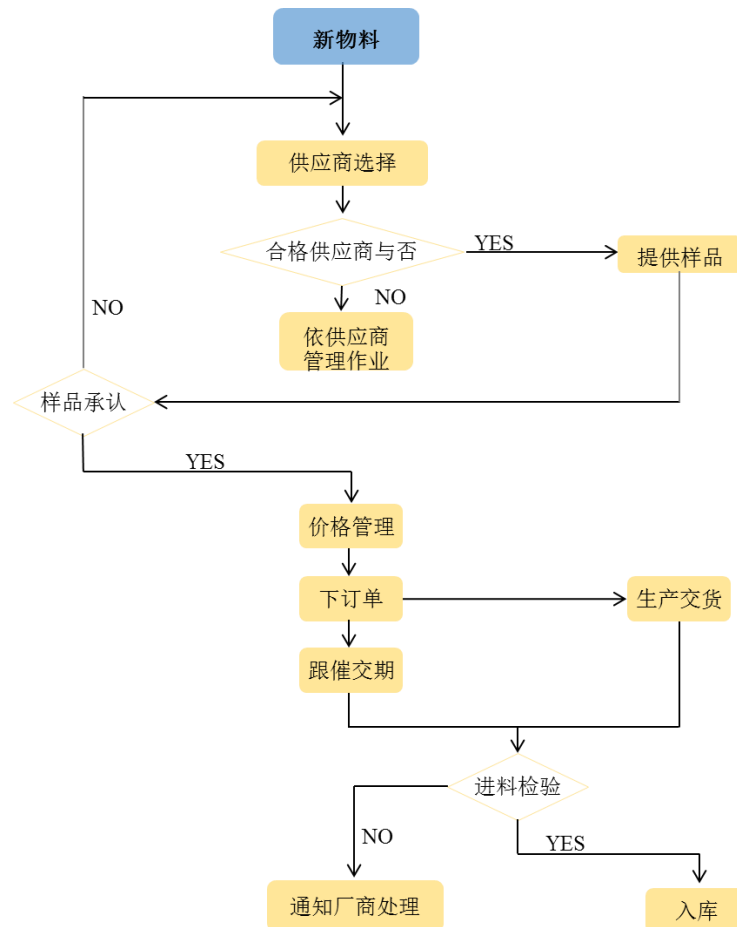 新物料
供应商选择
合格供应商与否
YES
提供样品
NO
NO
依供应商
管理作业
样品承认
YES
价格管理
下订单
生产交货
跟催交期
进料检验
NO
YES
通知厂商处理
入库